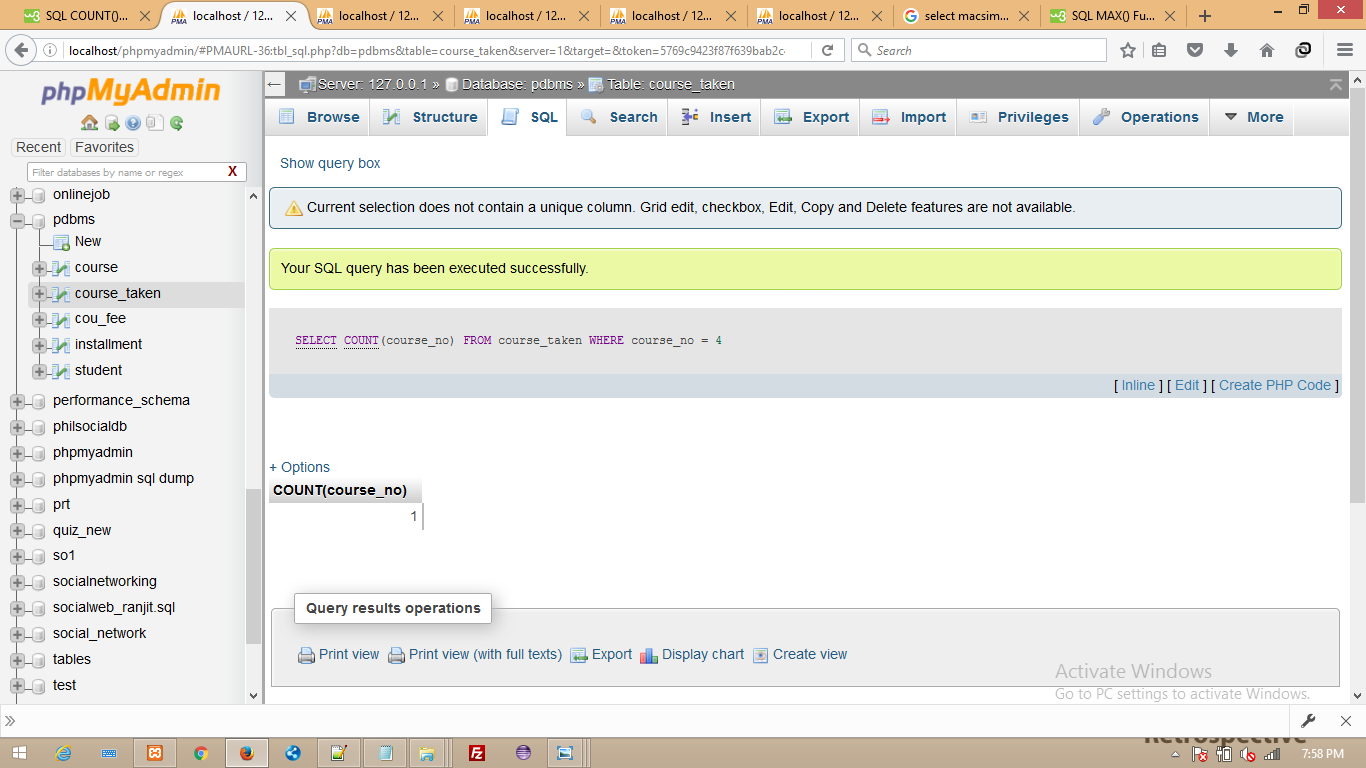 SQL COUNT()... localhost / 12... localhost / 12... localhost / 12... localhost / 12... localhost / 12... select macsim... SQL MAX() Fu...
localhost/phpmyadmin/#PMAURL-36:tbl_sql.php?db=pdbms&table=course_taken&server=1&target=&token=5769c9423f87f639bab2c
Search
phpMyAdmin
Recent Favorites
Filter databases by name or regex X
onlinejob
pdbms
New
course
course_taken
cou_fee
installment
student
performance_schema
philsocialdb
phpmyadmin
phpmyadmin sql dump
prt
quiz_new
so1
socialnetworking
socialweb_ranjit.sql
social_network
tables
test
Server: 127.0.0.1 » Database: pdbms » Table: course_taken
Browse Structure SQL Search Insert Export Import Privileges Operations More
Show query box
Current selection does not contain a unique column. Grid edit, checkbox, Edit, Copy and Delete features are not available.
Your SQL query has been executed successfully.
SELECT COUNT(course_no) FROM course_taken WHERE course_no = 4
[ Inline ] [ Edit ] [ Create PHP Code ]
+ Options
COUNT(course_no)
1
Query results operations
Print view Print view (with full texts) Export Display chart Create view
Activate Windows
Go to PC settings to activate Windows.
Retrospective
7:58 PM